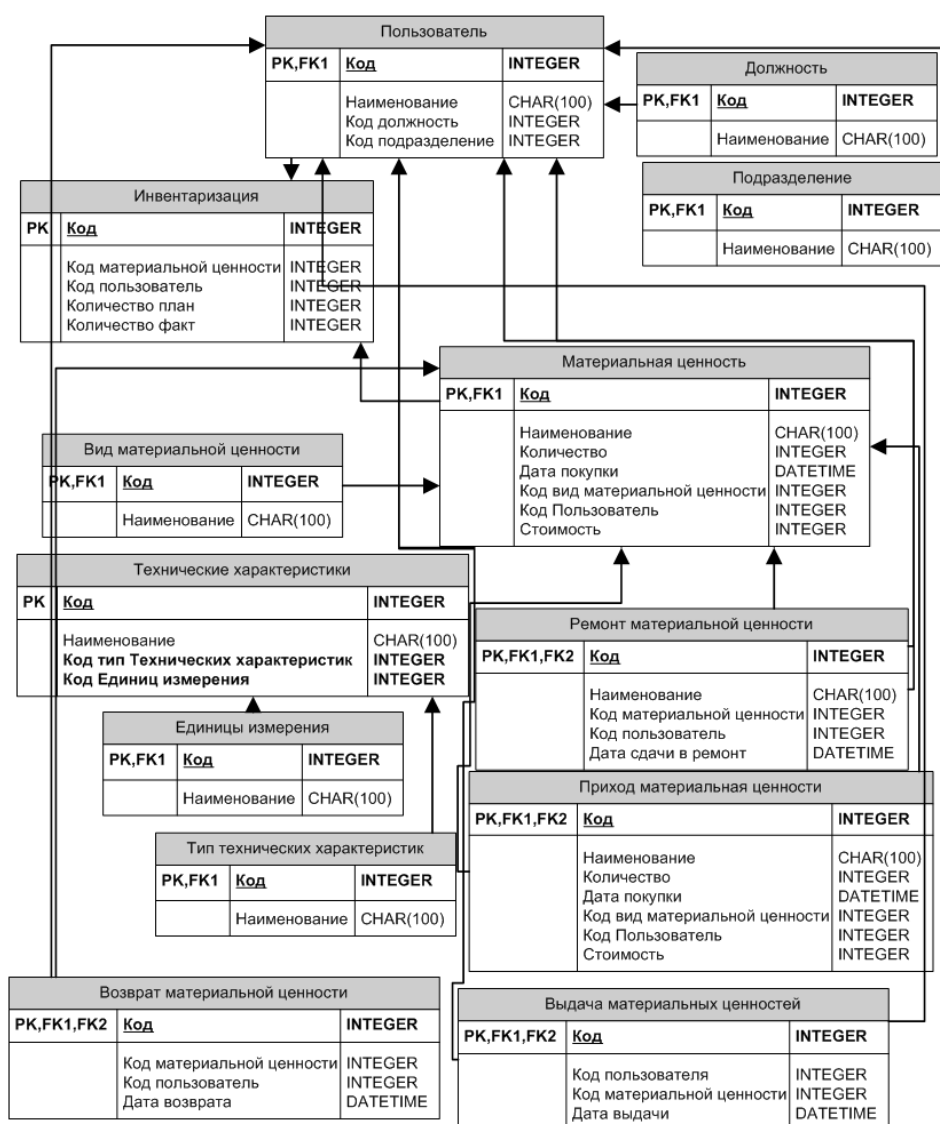 Пользователь
PK,FK1 Код INTEGER
Наименование CHAR(100)
Код должность INTEGER
Код подразделение INTEGER
Должность
PK,FK1 Код INTEGER
Наименование CHAR(100)
Подразделение
PK,FK1 Код INTEGER
Наименование CHAR(100)
Инвентаризация
PK Код INTEGER
Код материальной ценности INTEGER
Код пользователь INTEGER
Количество план INTEGER
Количество факт INTEGER
Материальная ценность
PK,FK1 Код INTEGER
Наименование CHAR(100)
Количество INTEGER
Дата покупки DATETIME
Код вид материальной ценности INTEGER
Код Пользователь INTEGER
Стоимость INTEGER
Вид материальной ценности
PK,FK1 Код INTEGER
Наименование CHAR(100)
Технические характеристики
PK Код INTEGER
Наименование CHAR(100)
Код тип Технических характеристик INTEGER
Код Единиц измерения INTEGER
Ремонт материальной ценности
PK,FK1,FK2 Код INTEGER
Наименование CHAR(100)
Код материальной ценности INTEGER
Код пользователь INTEGER
Дата сдачи в ремонт DATETIME
Единицы измерения
PK,FK1 Код INTEGER
Наименование CHAR(100)
Приход материальная ценности
PK,FK1,FK2 Код INTEGER
Наименование CHAR(100)
Количество INTEGER
Дата покупки DATETIME
Код вид материальной ценности INTEGER
Код Пользователь INTEGER
Стоимость INTEGER
Тип технических характеристик
PK,FK1 Код INTEGER
Наименование CHAR(100)
Возврат материальной ценности
PK,FK1,FK2 Код INTEGER
Код материальной ценности INTEGER
Код пользователь INTEGER
Дата возврата DATETIME
Выдача материальных ценностей
PK,FK1,FK2 Код INTEGER
Код пользователя INTEGER
Код материальной ценности INTEGER
Дата выдачи DATETIME